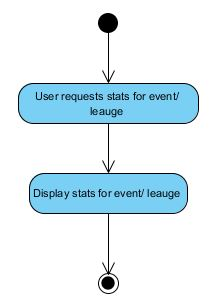 User requests stats for event/
leauge
Display stats for event/ leauge